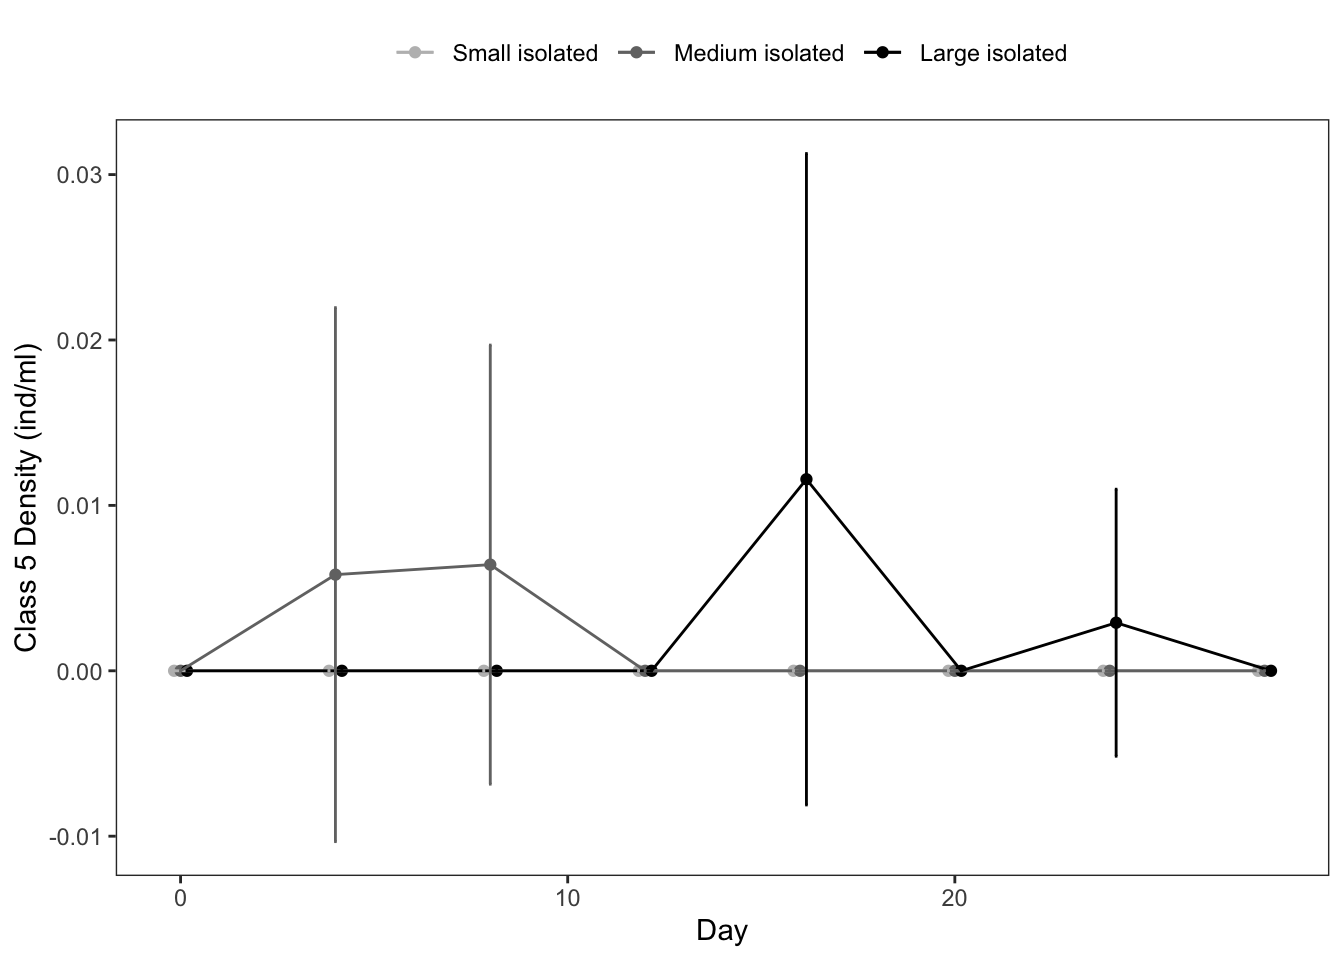 Small isolated Medium isolated Large isolated
0.03
0.02
0.01
0.00
-0.01
Class 5 Density (ind/ml)
0 10 20
Day